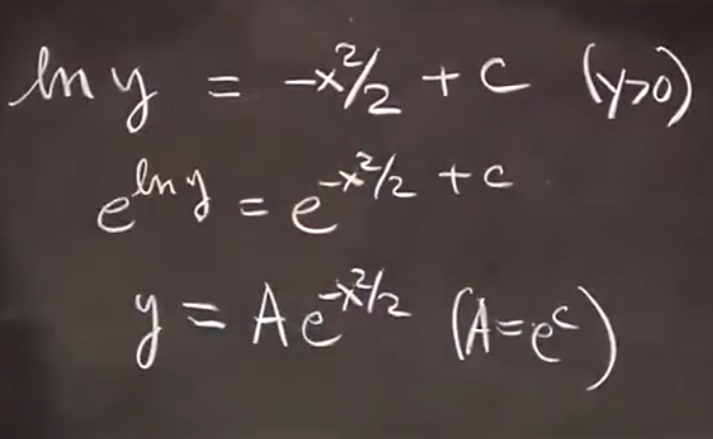 ln y = -x²/2 + c (y>0)
e^{ln y} = e^{-x²/2 + c}
y = Ae^{-x²/2} (A=e^c)